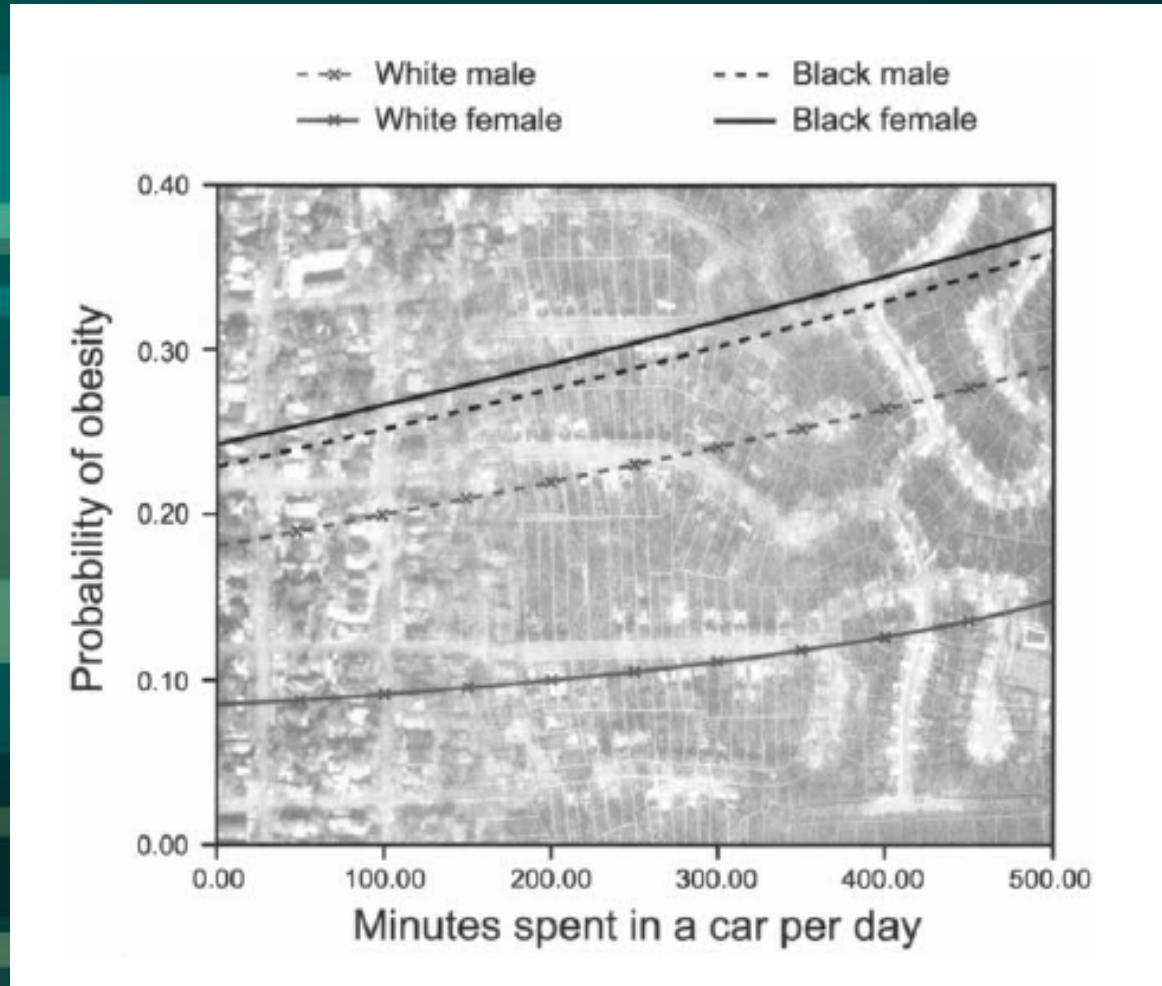 White male
Black male
White female
Black female
0.40
0.30
0.20
0.10
0.00
Probability of obesity
0.00 100.00 200.00 300.00 400.00 500.00
Minutes spent in a car per day